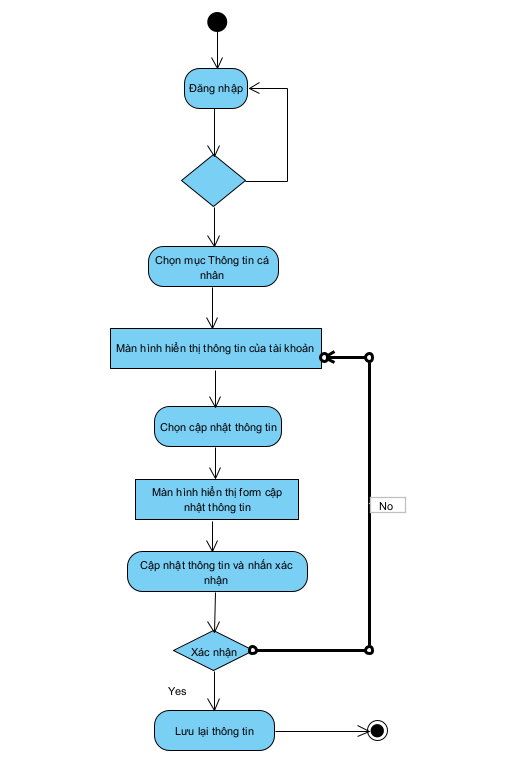 Đăng nhập
Chọn mục Thông tin cá
nhân
Màn hình hiển thị thông tin của tài khoản
Chọn cập nhật thông tin
Màn hình hiển thị form cập
nhật thông tin
No
Cập nhật thông tin và nhấn xác
nhận
Xác nhận
Yes
Lưu lại thông tin